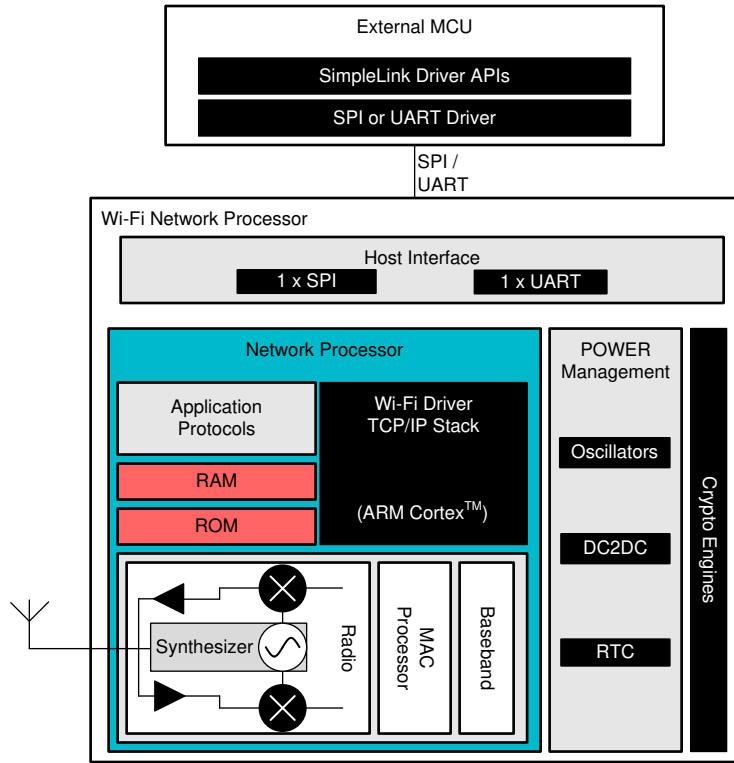 External MCU
SimpleLink Driver APIs
SPI or UART Driver
SPI /
UART
Wi-Fi Network Processor
Host Interface
1 x SPI
1 x UART
Network Processor
Application
Protocols
Wi-Fi Driver
TCP/IP Stack
RAM
ROM
(ARM Cortex™)
Synthesizer
Radio
MAC
Processor
Baseband
POWER
Management
Oscillators
DC2DC
RTC
Crypto Engines